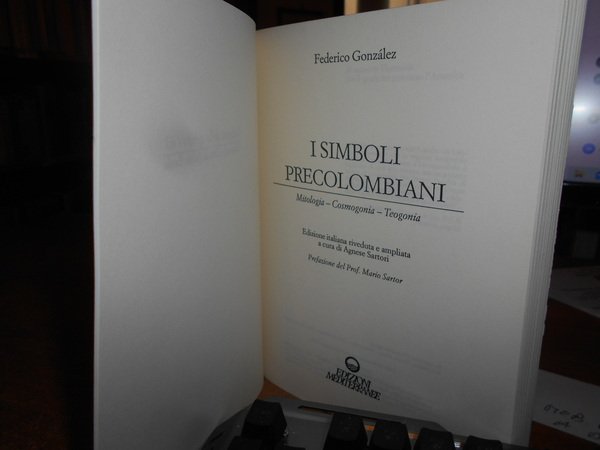 Federico González
I SIMBOLI
PRECOLOMBIANI
Mitologia – Cosmogonia – Teogonia
Edizione italiana riveduta e ampliata
a cura di Agnese Sartori
Prefazione del Prof. Mario Sartor
EDIZIONI
MEDITERRANEE